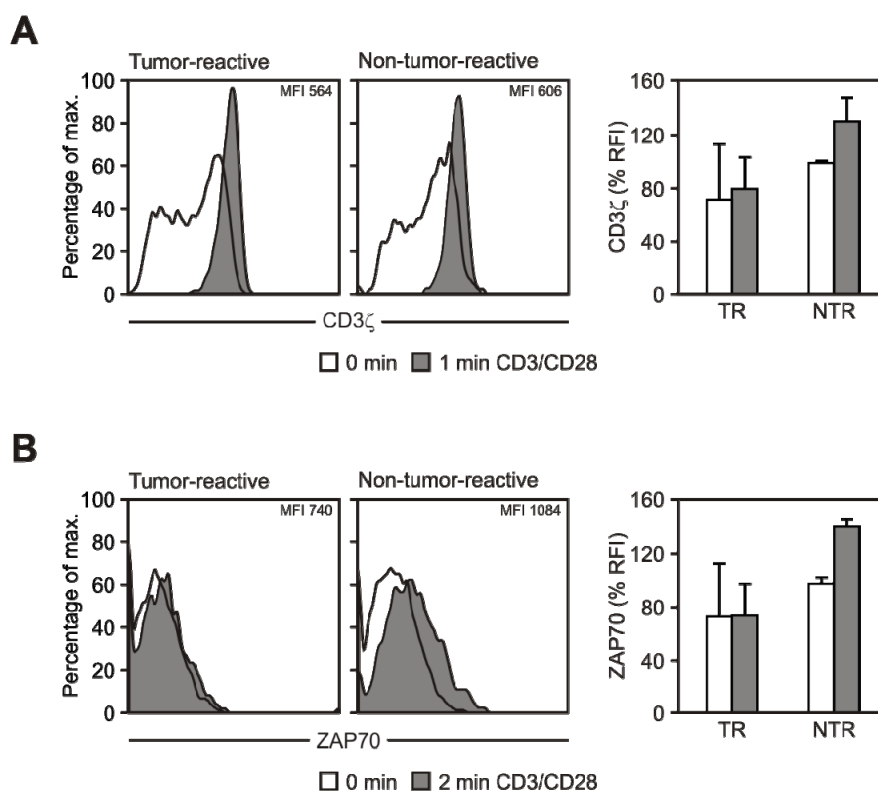 A
Tumor-reactive
Non-tumor-reactive
MFI 564
MFI 606
Percentage of max.
100
80
60
40
20
0
CD3ζ
CD3ζ (% RFI)
160
120
80
40
0
TR NTR
0 min 1 min CD3/CD28
B
Tumor-reactive
Non-tumor-reactive
MFI 740
MFI 1084
Percentage of max.
100
80
60
40
20
0
ZAP70
ZAP70 (% RFI)
160
120
80
40
0
TR NTR
0 min 2 min CD3/CD28